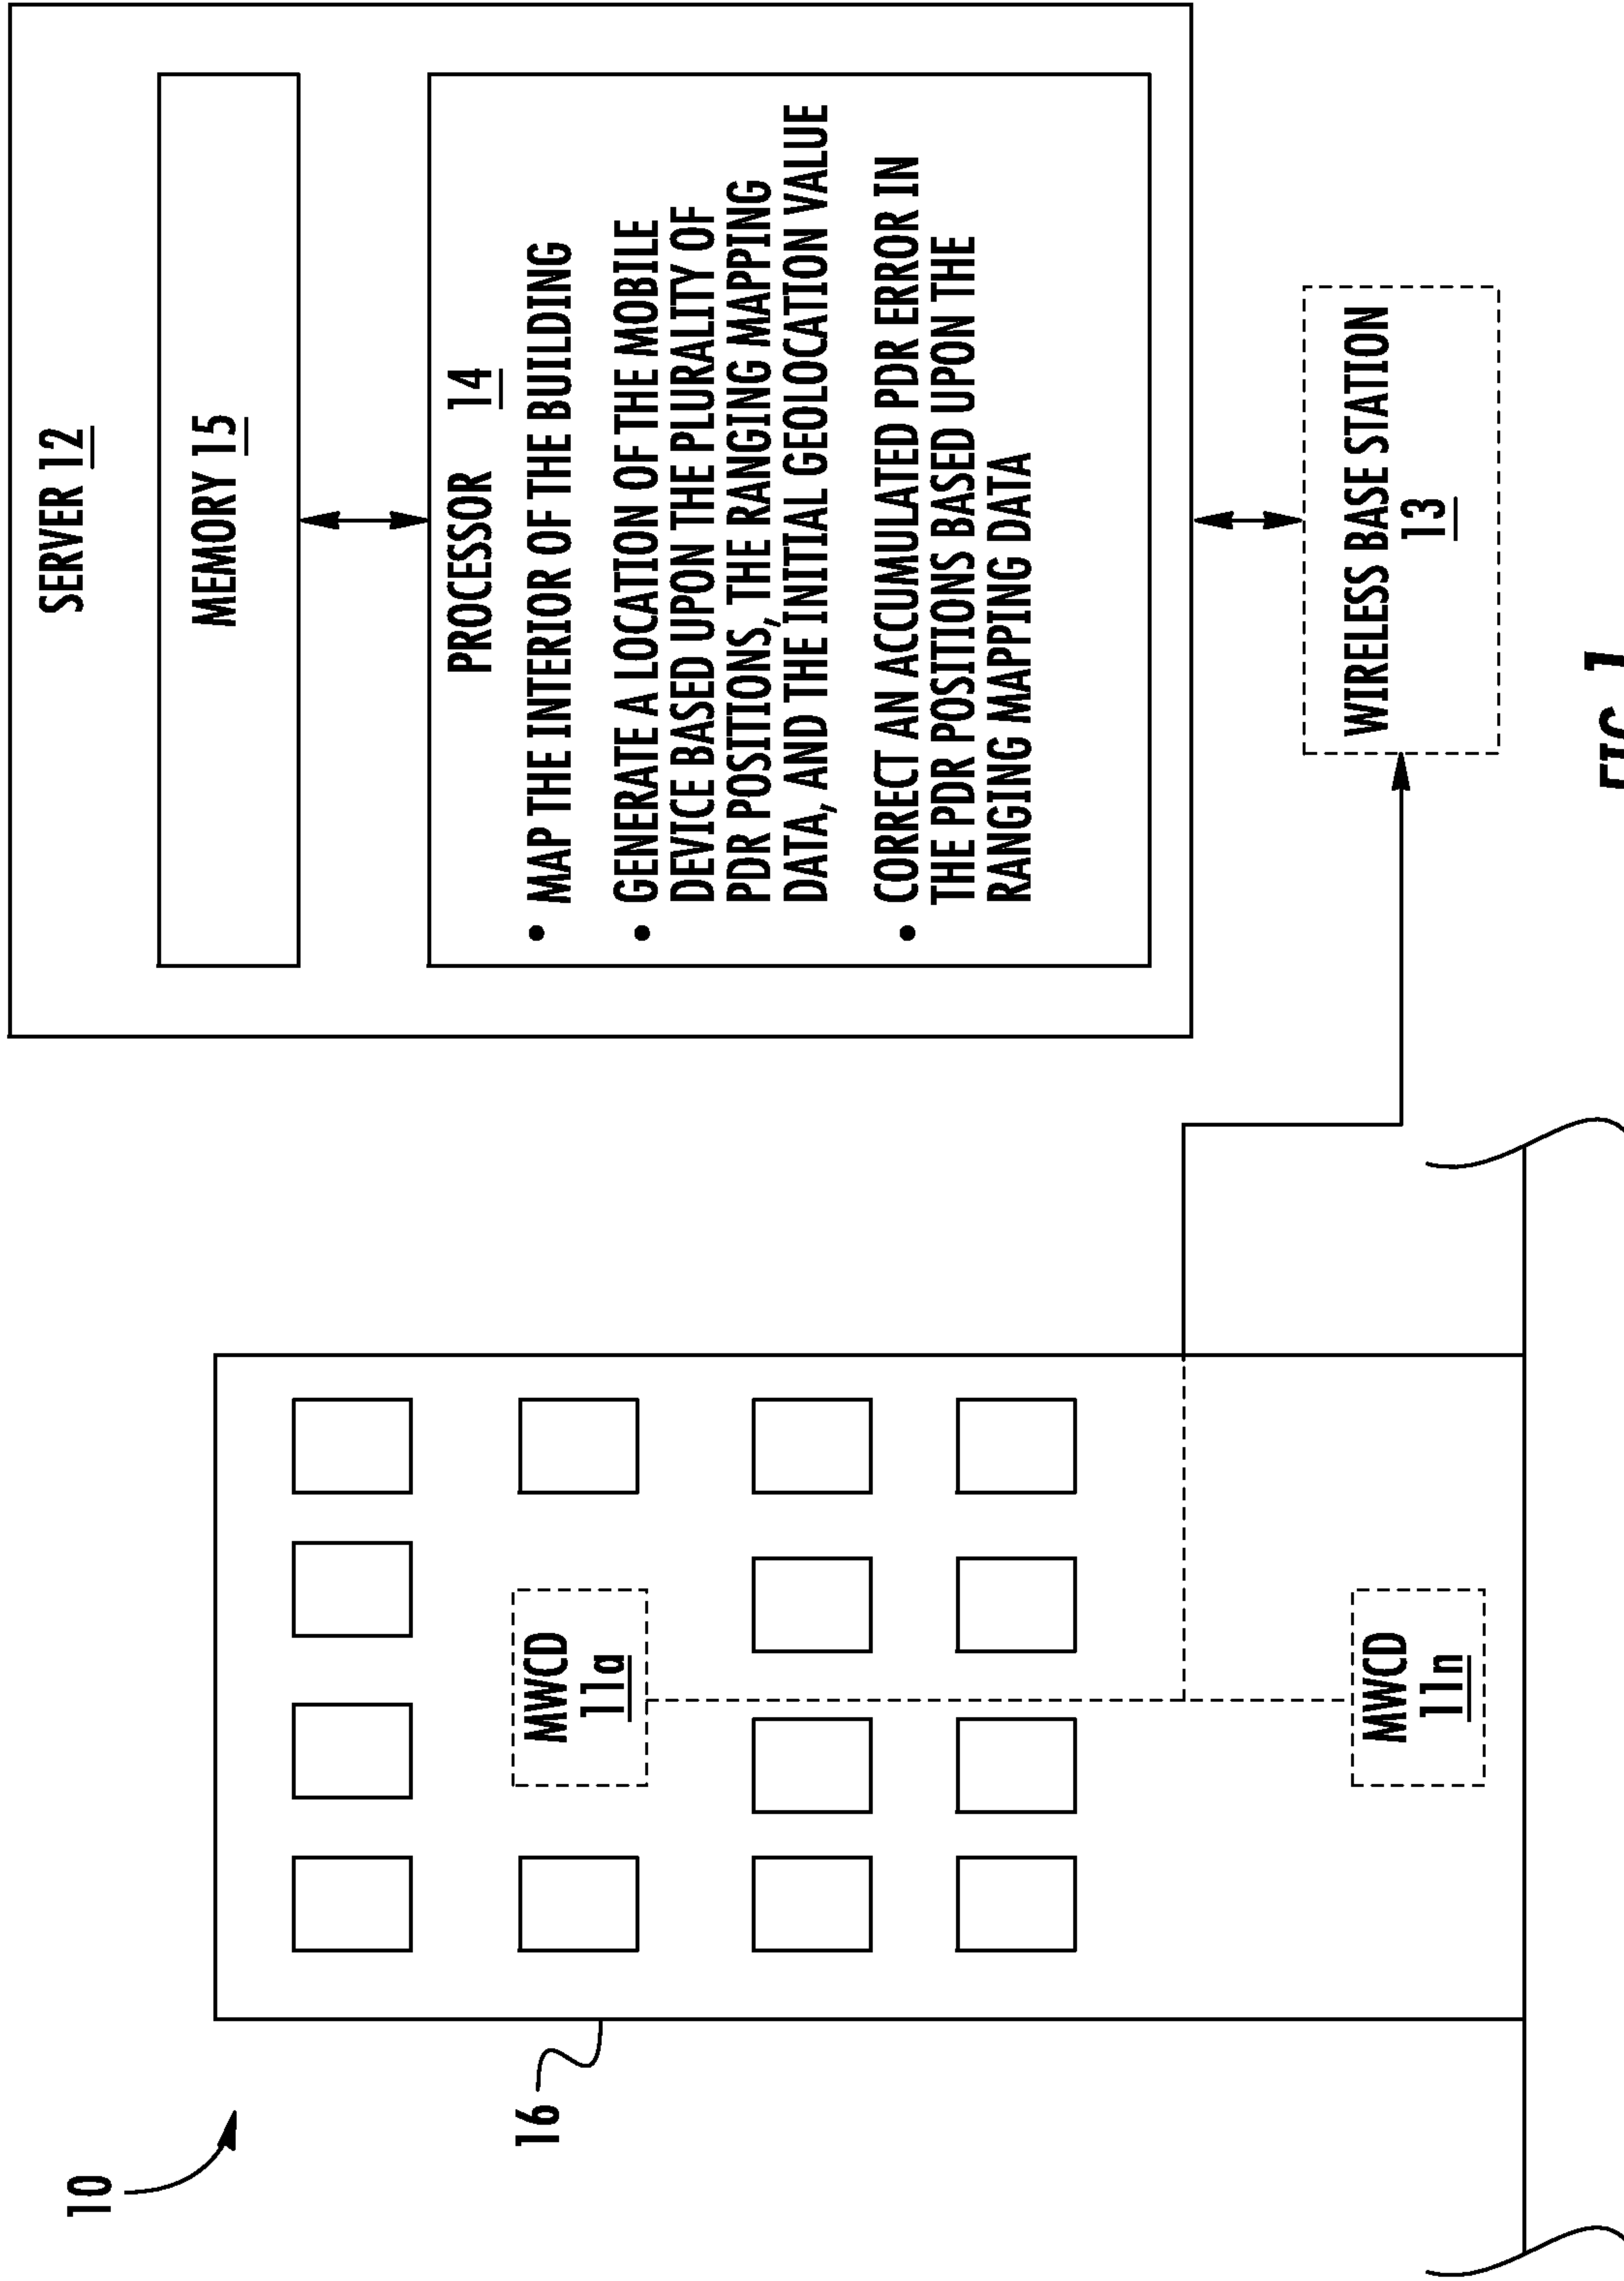 10
16
MWCD
11a
MWCD
11n
SERVER 12
MEMORY 15
PROCESSOR 14
• MAP THE INTERIOR OF THE BUILDING
• GENERATE A LOCATION OF THE MOBILE
DEVICE BASED UPON THE PLURALITY OF
PDR POSITIONS, THE RANGING MAPPING
DATA, AND THE INITIAL GEOLOCATION VALUE
• CORRECT AN ACCUMULATED PDR ERROR IN
THE PDR POSITIONS BASED UPON THE
RANGING MAPPING DATA
WIRELESS BASE STATION
13
FIG. 1